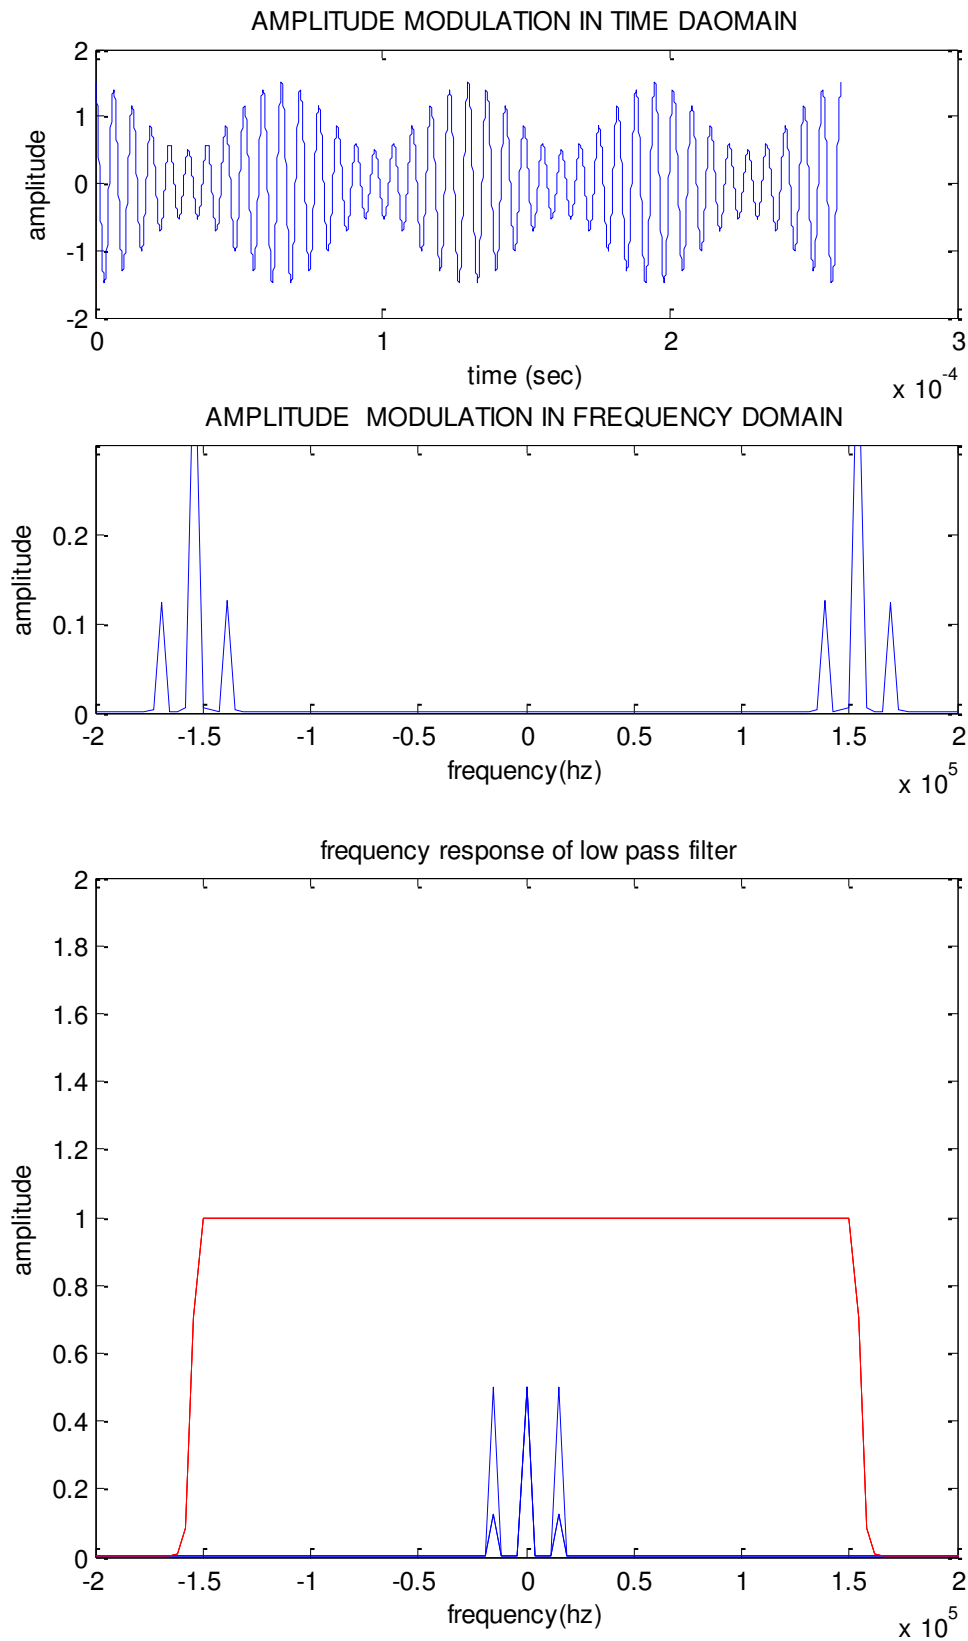 AMPLITUDE MODULATION IN TIME DAOMAIN
2
1
0
-1
-2
amplitude
0 1 2 3
time (sec)
x 10^-4
AMPLITUDE MODULATION IN FREQUENCY DOMAIN
0.2
0.1
0
amplitude
-2 -1.5 -1 -0.5 0 0.5 1 1.5 2
frequency(hz)
x 10^5
frequency response of low pass filter
2
1.8
1.6
1.4
1.2
1
0.8
0.6
0.4
0.2
0
amplitude
-2 -1.5 -1 -0.5 0 0.5 1 1.5 2
frequency(hz)
x 10^5